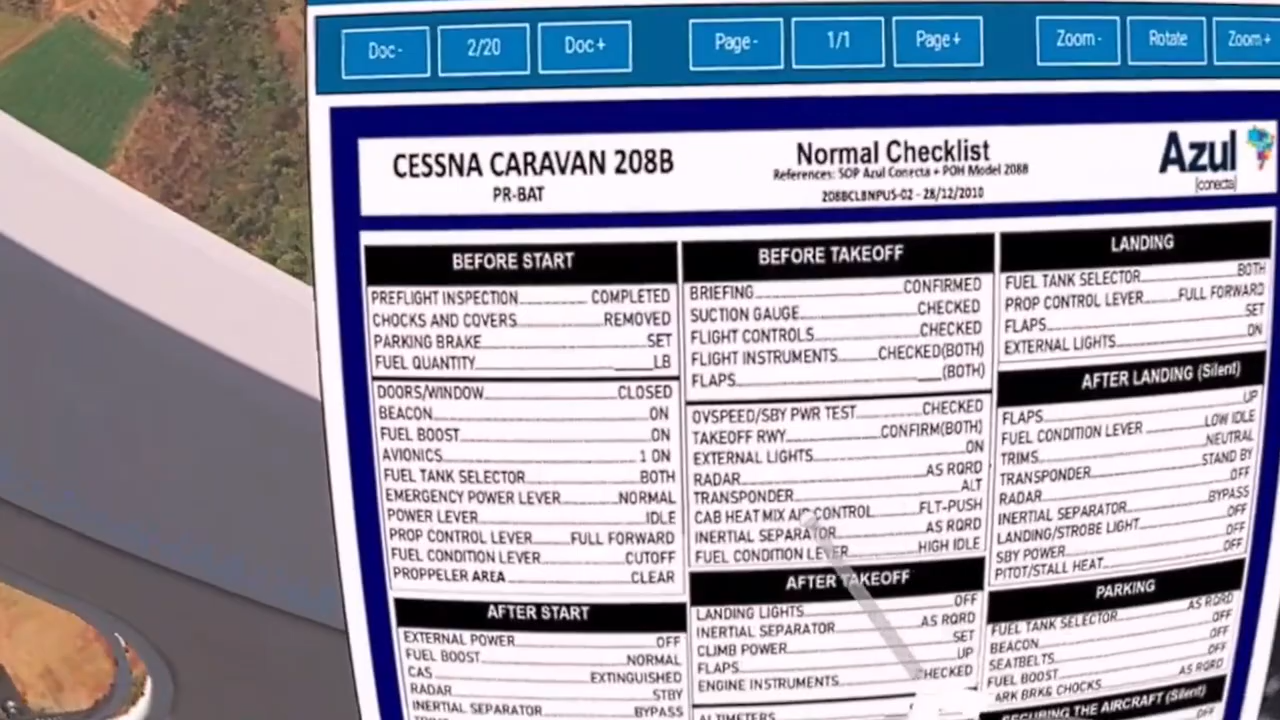 Doc-
2/20
Doc+
Page-
1/1
Page+
Zoom-
Rotate
Zoom+
CESSNA CARAVAN 208B
PR-BAT
Normal Checklist
References: SOP Azul Conecta + POH Model 208B
208BCLBNPUS-02 - 28/12/2010
Azul
[conecta]
BEFORE START
PREFLIGHT INSPECTION COMPLETED
CHOCKS AND COVERS REMOVED
PARKING BRAKE SET
FUEL QUANTITY LB
DOORS/WINDOW CLOSED
BEACON ON
FUEL BOOST ON
AVIONICS 1 ON
FUEL TANK SELECTOR BOTH
EMERGENCY POWER LEVER NORMAL
POWER LEVER IDLE
PROP CONTROL LEVER FULL FORWARD
FUEL CONDITION LEVER CUTOFF
PROPPELER AREA CLEAR
AFTER START
EXTERNAL POWER OFF
FUEL BOOST NORMAL
CAS EXTINGUISHED
RADAR STBY
INERTIAL SEPARATOR BYPASS
BEFORE TAKEOFF
BRIEFING CONFIRMED
SUCTION GAUGE CHECKED
FLIGHT CONTROLS CHECKED
FLIGHT INSTRUMENTS CHECKED(BOTH)
FLAPS (BOTH)
OVSPEED/SBY PWR TEST CHECKED
TAKEOFF RWY CONFIRM(BOTH)
EXTERNAL LIGHTS ON
RADAR AS RQRD
TRANSPONDER ALT
CAB HEAT MIX AIR CONTROL FLT-PUSH
INERTIAL SEPARATOR AS RQRD
FUEL CONDITION LEVER HIGH IDLE
AFTER TAKEOFF
LANDING LIGHTS OFF
INERTIAL SEPARATOR AS RQRD
CLIMB POWER SET
FLAPS UP
ENGINE INSTRUMENTS CHECKED
ALTIMETERS
LANDING
FUEL TANK SELECTOR BOTH
PROP CONTROL LEVER FULL FORWARD
FLAPS SET
EXTERNAL LIGHTS ON
AFTER LANDING (Silent)
FLAPS UP
FUEL CONDITION LEVER LOW IDLE
TRIMS NEUTRAL
TRANSPONDER STAND BY
RADAR OFF
INERTIAL SEPARATOR BYPASS
LANDING/STROBE LIGHT OFF
SBY POWER OFF
PITOT/STALL HEAT OFF
PARKING
FUEL TANK SELECTOR AS RQRD
BEACON OFF
SEATBELTS OFF
FUEL BOOST OFF
ARK BRK& CHOCKS AS RQRD
SECURING THE AIRCRAFT (Silent)
OFF